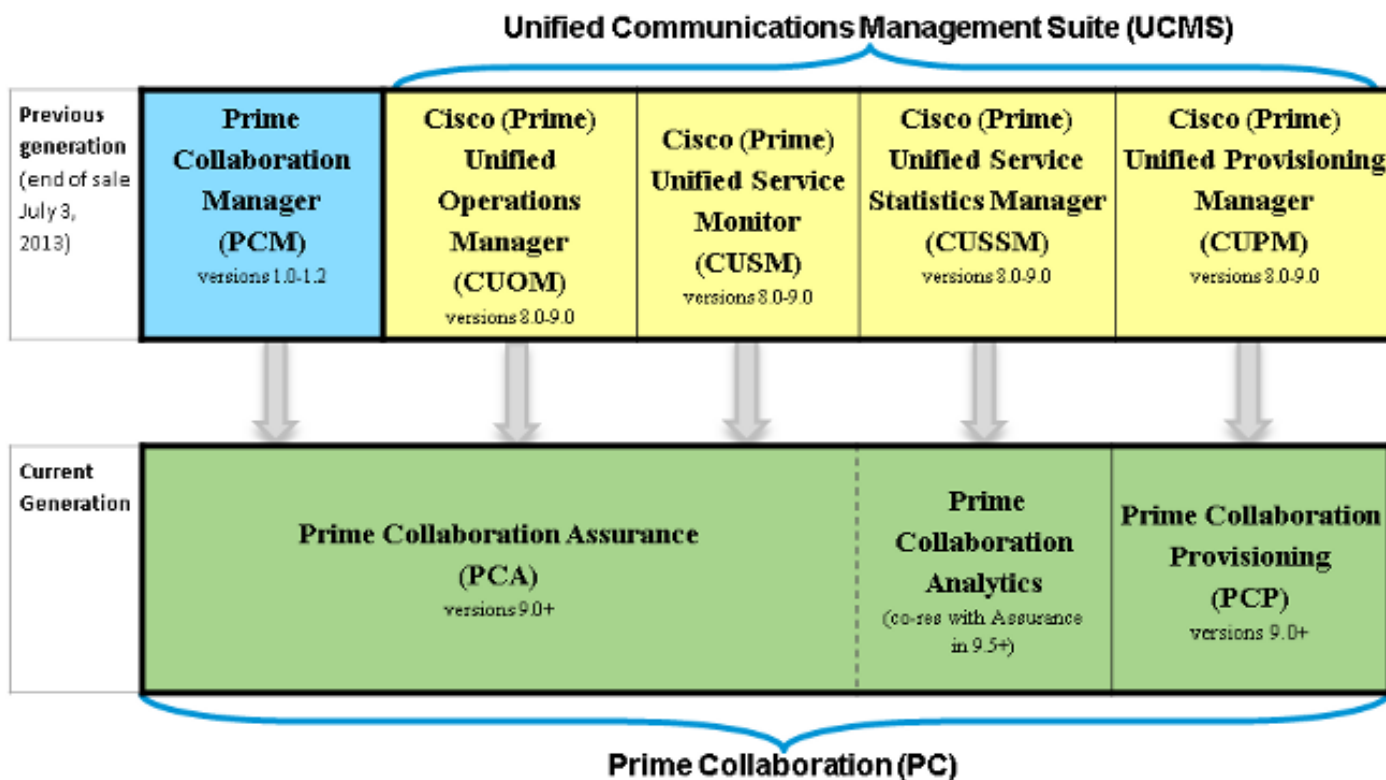 Unified Communications Management Suite (UCMS)
Previous
generation
(end of sale
July 3,
2013)
Prime
Collaboration
Manager
(PCM)
versions 1.0-1.2
Cisco (Prime)
Unified
Operations
Manager
(CUOM)
versions 8.0-9.0
Cisco (Prime)
Unified Service
Monitor
(CUSM)
versions 8.0-9.0
Cisco (Prime)
Unified Service
Statistics Manager
(CUSSM)
versions 8.0-9.0
Cisco (Prime)
Unified Provisioning
Manager
(CUPM)
versions 8.0-9.0
Current
Generation
Prime Collaboration Assurance
(PCA)
versions 9.0+
Prime
Collaboration
Analytics
(co-res with Assurance
in 9.5+)
Prime Collaboration
Provisioning
(PCP)
versions 9.0+
Prime Collaboration (PC)